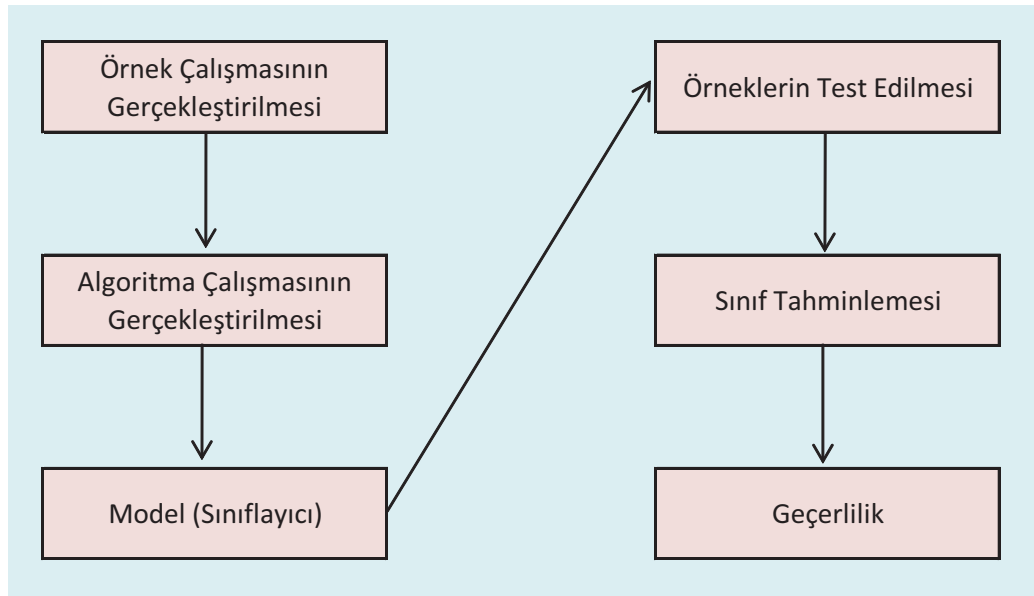 Örnek Çalışmasının
Gerçekleştirilmesi
Algoritma Çalışmasının
Gerçekleştirilmesi
Model (Sınıflayıcı)
Örneklerin Test Edilmesi
Sınıf Tahminlemesi
Geçerlilik